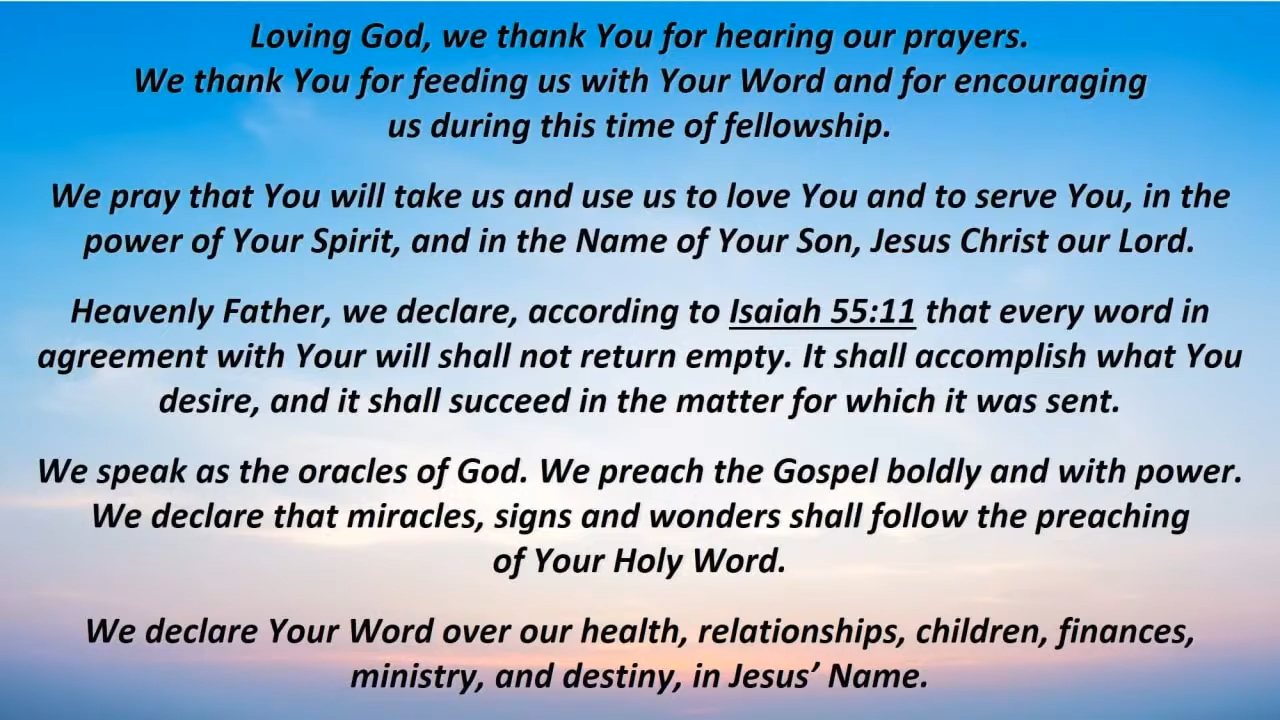 Loving God, we thank You for hearing our prayers.
We thank You for feeding us with Your Word and for encouraging
us during this time of fellowship.
We pray that You will take us and use us to love You and to serve You, in the
power of Your Spirit, and in the Name of Your Son, Jesus Christ our Lord.
Heavenly Father, we declare, according to Isaiah 55:11 that every word in
agreement with Your will shall not return empty. It shall accomplish what You
desire, and it shall succeed in the matter for which it was sent.
We speak as the oracles of God. We preach the Gospel boldly and with power.
We declare that miracles, signs and wonders shall follow the preaching
of Your Holy Word.
We declare Your Word over our health, relationships, children, finances,
ministry, and destiny, in Jesus’ Name.